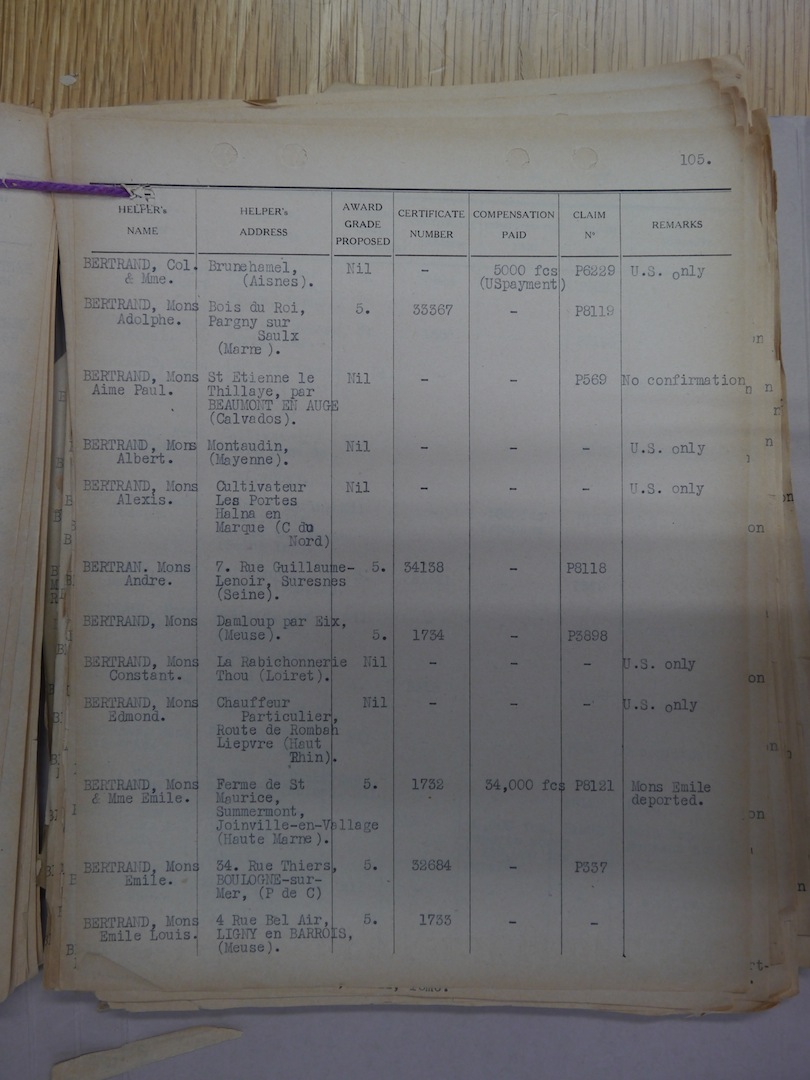 105.
HELPER's NAME HELPER's ADDRESS AWARD GRADE PROPOSED CERTIFICATE NUMBER COMPENSATION PAID CLAIM Nº REMARKS
BERTRAND, Col. Brunehamel, Nil - 5000 fcs P6229 U.S. only
& Mme. (Aisnes). (USpayment)
BERTRAND, Mons Bois du Roi, 5. 33367 - P8119
Adolphe. Pargny sur
Saulx
(Marne).
BERTRAND, Mons St Etienne le Nil - - P569 No confirmation
Aime Paul. Thillaye, par
BEAUMONT EN AUGE
(Calvados).
BERTRAND, Mons Montaudin, Nil - - - U.S. only
Albert. (Mayenne).
BERTRAND, Mons Cultivateur Nil - - - U.S. only
Alexis. Les Portes
Halna en
Marque (C du
Nord)
BERTRAN. Mons 7. Rue Guillaume- 5. 34138 - P8118
Andre. Lenoir, Suresnes
(Seine).
BERTRAND, Mons Damloup par Eix,
(Meuse). 5. 1734 - P3898
BERTRAND, Mons La Rabichonnerie Nil - - - U.S. only
Constant. Thou (Loiret).
BERTRAND, Mons Chauffeur Nil - - - U.S. only
Edmond. Particulier,
Route de Rombah
Liepvre (Haut
Rhin).
BERTRAND, Mons Ferme de St 5. 1732 34,000 fcs P8121 Mons Emile
& Mme Emile. Maurice, deported.
Summermont,
Joinville-en-Vallage
(Haute Marne).
BERTRAND, Mons 34. Rue Thiers, 5. 32684 - P337
Emile. BOULOGNE-sur-
Mer, (P de C)
BERTRAND, Mons 4 Rue Bel Air, 5. 1733 - -
Emile Louis. LIGNY en BARROIS,
(Meuse).